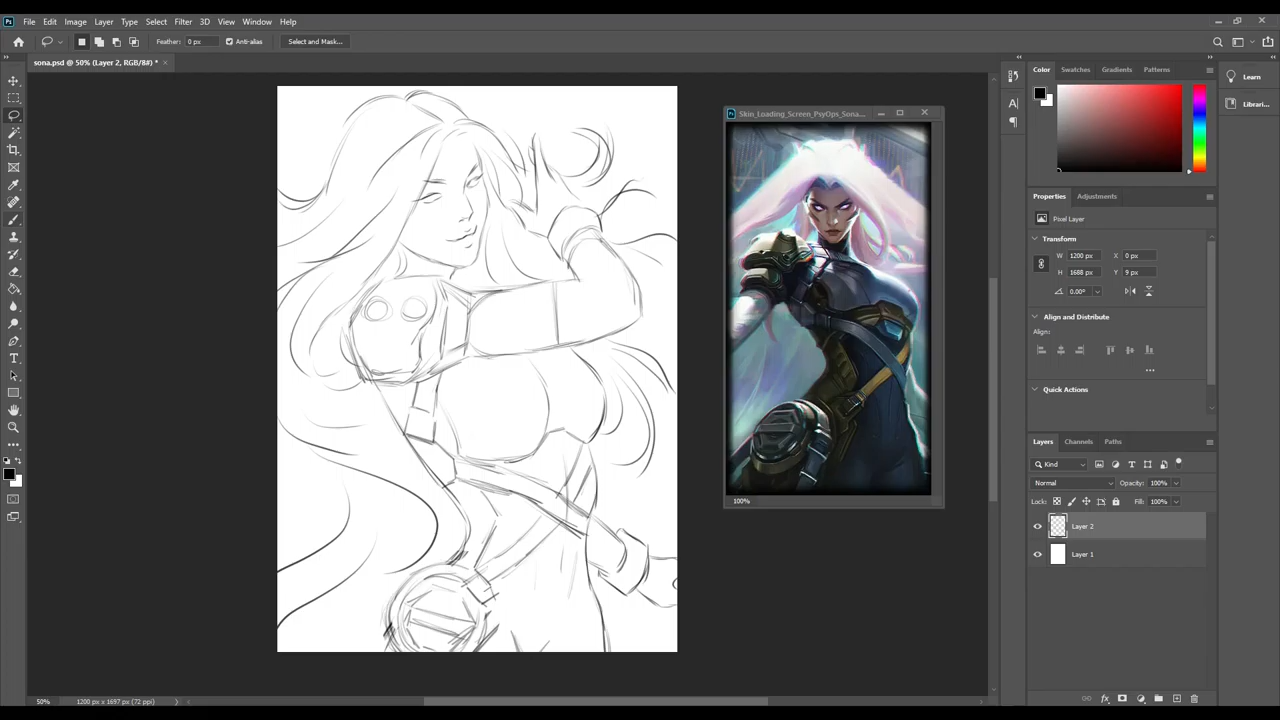 Ps File Edit Image Layer Type Select Filter 3D View Window Help
Feather: 0 px Anti-alias Select and Mask...
sona.psd @ 50% (Layer 2, RGB/8#) *
Skin_Loading_Screen_PsyOps_Sona...
100%
Color Swatches Gradients Patterns
Learn
Librari...
Properties Adjustments
Pixel Layer
Transform
W 1200 px X 0 px
H 1688 px Y 9 px
0.00°
Align and Distribute
Align:
Quick Actions
Layers Channels Paths
Kind
Normal Opacity: 100%
Lock: Fill: 100%
Layer 2
Layer 1
50% 1200 px x 1697 px (72 ppi)